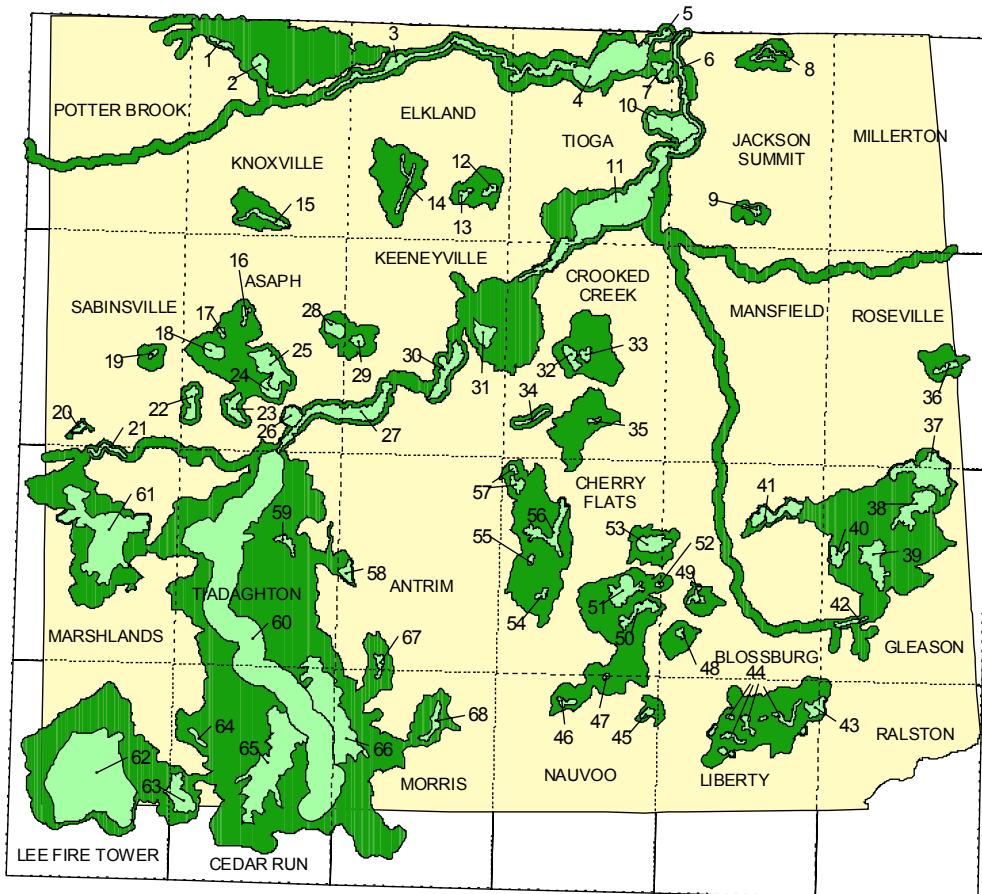 5
3
1
6
2
8
7
4
10
POTTER BROOK
ELKLAND
TIOGA
JACKSON
SUMMIT
MILLERTON
KNOXVILLE
12
11
14
13
15
9
16
KEENEYVILLE
ASAPH
CROOKED
CREEK
SABINSVILLE
MANSFIELD
ROSEVILLE
17
28
18
25
19
29
30
31
32
33
36
24
22
23
34
20
26
27
35
21
37
57
CHERRY
FLATS
41
61
59
56
38
53
40
55
39
58
ANTRIM
52
49
TIADAGHTON
51
54
42
MARSHLANDS
60
50
GLEASON
67
48
BLOSSBURG
44
47
68
64
46
45
43
65
66
RALSTON
62
63
MORRIS
NAUVOO
LIBERTY
LEE FIRE TOWER
CEDAR RUN